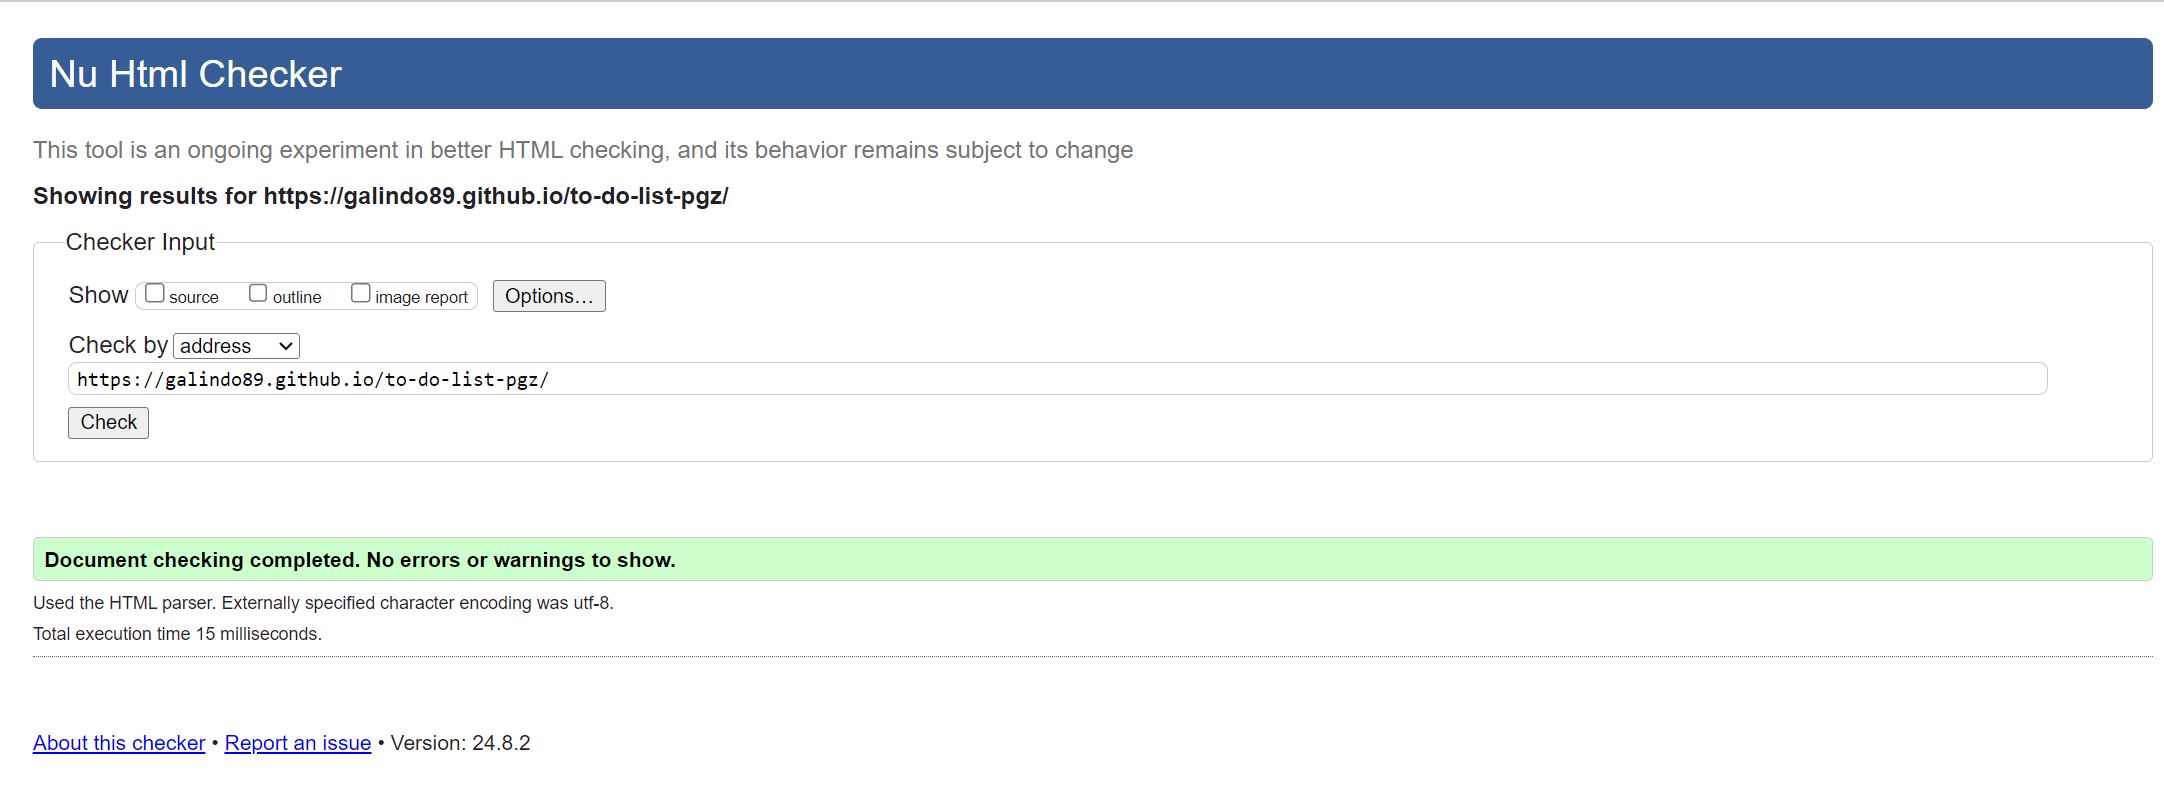 Nu Html Checker
This tool is an ongoing experiment in better HTML checking, and its behavior remains subject to change
Showing results for https://galindo89.github.io/to-do-list-pgz/
Checker Input
Show source outline image report Options...
Check by address
https://galindo89.github.io/to-do-list-pgz/
Check
Document checking completed. No errors or warnings to show.
Used the HTML parser. Externally specified character encoding was utf-8.
Total execution time 15 milliseconds.
About this checker • Report an issue • Version: 24.8.2